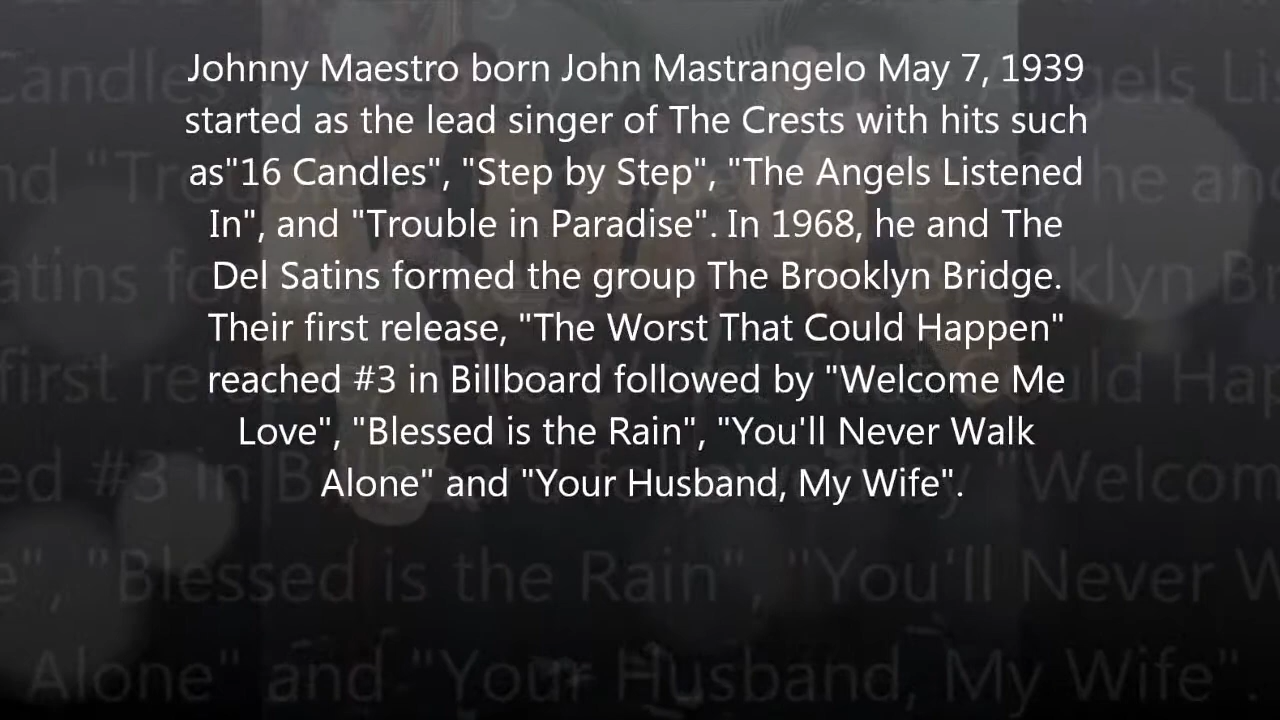 Johnny Maestro born John Mastrangelo May 7, 1939
started as the lead singer of The Crests with hits such
as"16 Candles", "Step by Step", "The Angels Listened
In", and "Trouble in Paradise". In 1968, he and The
Del Satins formed the group The Brooklyn Bridge.
Their first release, "The Worst That Could Happen"
reached #3 in Billboard followed by "Welcome Me
Love", "Blessed is the Rain", "You'll Never Walk
Alone" and "Your Husband, My Wife".